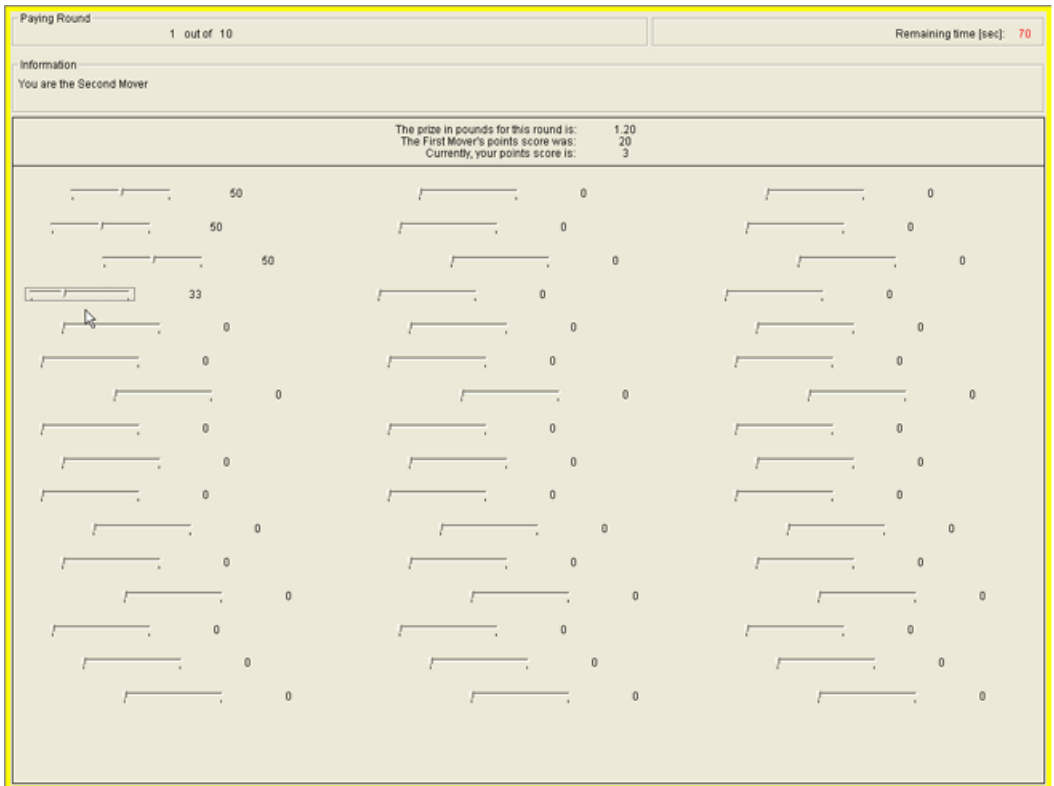 Paying Round
1 out of 10
Remaining time [sec]: 70
Information
You are the Second Mover
The prize in pounds for this round is: 1.20
The First Mover's points score was: 20
Currently, your points score is: 3
50 0 0
50 0 0
50 0 0
33 0 0
0 0 0
0 0 0
0 0 0
0 0 0
0 0 0
0 0 0
0 0 0
0 0 0
0 0 0
0 0 0
0 0 0
0 0 0